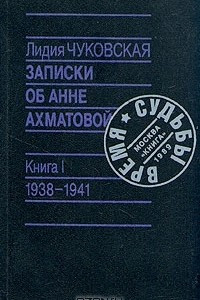 Лидия ЧУКОВСКАЯ
ЗАПИСКИ
ОБ АННЕ
АХМАТОВОЙ
Книга I
1938–1941
ВРЕМЯ ★ СУДЬБЫ
МОСКВА
«КНИГА»
1989